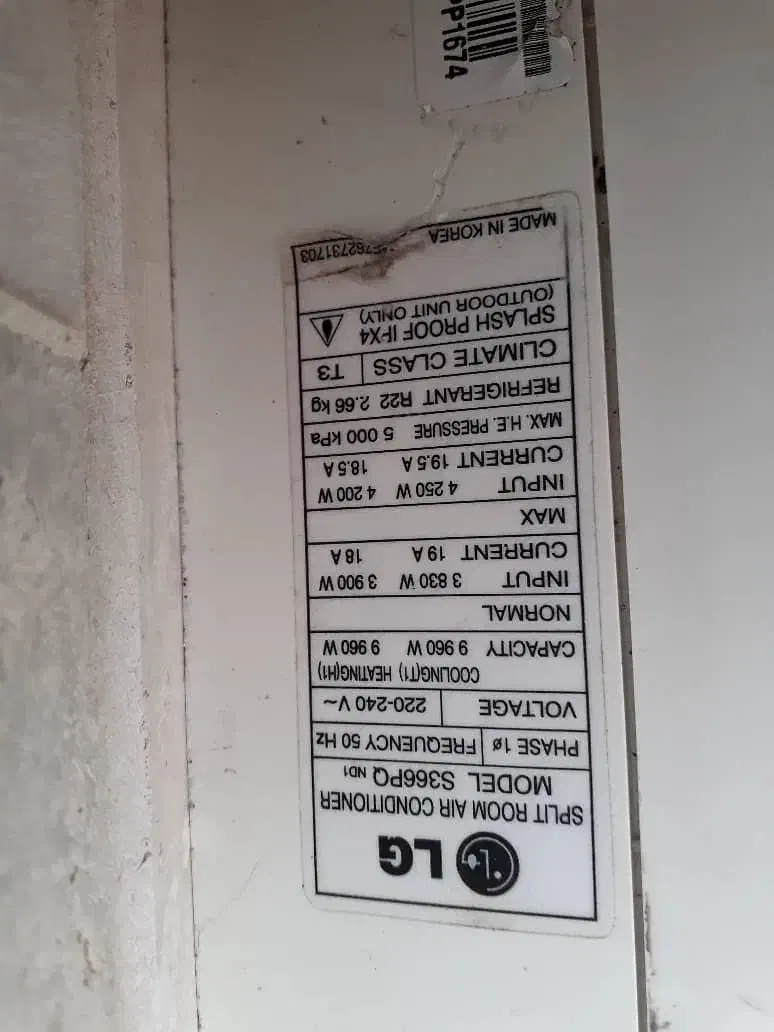 LG
SPLIT ROOM AIR CONDITIONER
MODEL S366PQ ND1
PHASE 1ø FREQUENCY 50 Hz
VOLTAGE 220-240 V~
COOLING(T1) HEATING(H1)
CAPACITY 9 960 W 9 960 W
NORMAL
INPUT 3 830 W 3 900 W
CURRENT 19 A 18 A
MAX
INPUT 4 250 W 4 200 W
CURRENT 19.5 A 18.5 A
MAX. H.E. PRESSURE 5 000 kPa
REFRIGERANT R22 2.66 kg
CLIMATE CLASS T3
SPLASH PROOF IPX4
(OUTDOOR UNIT ONLY)
MADE IN KOREA
PP1674